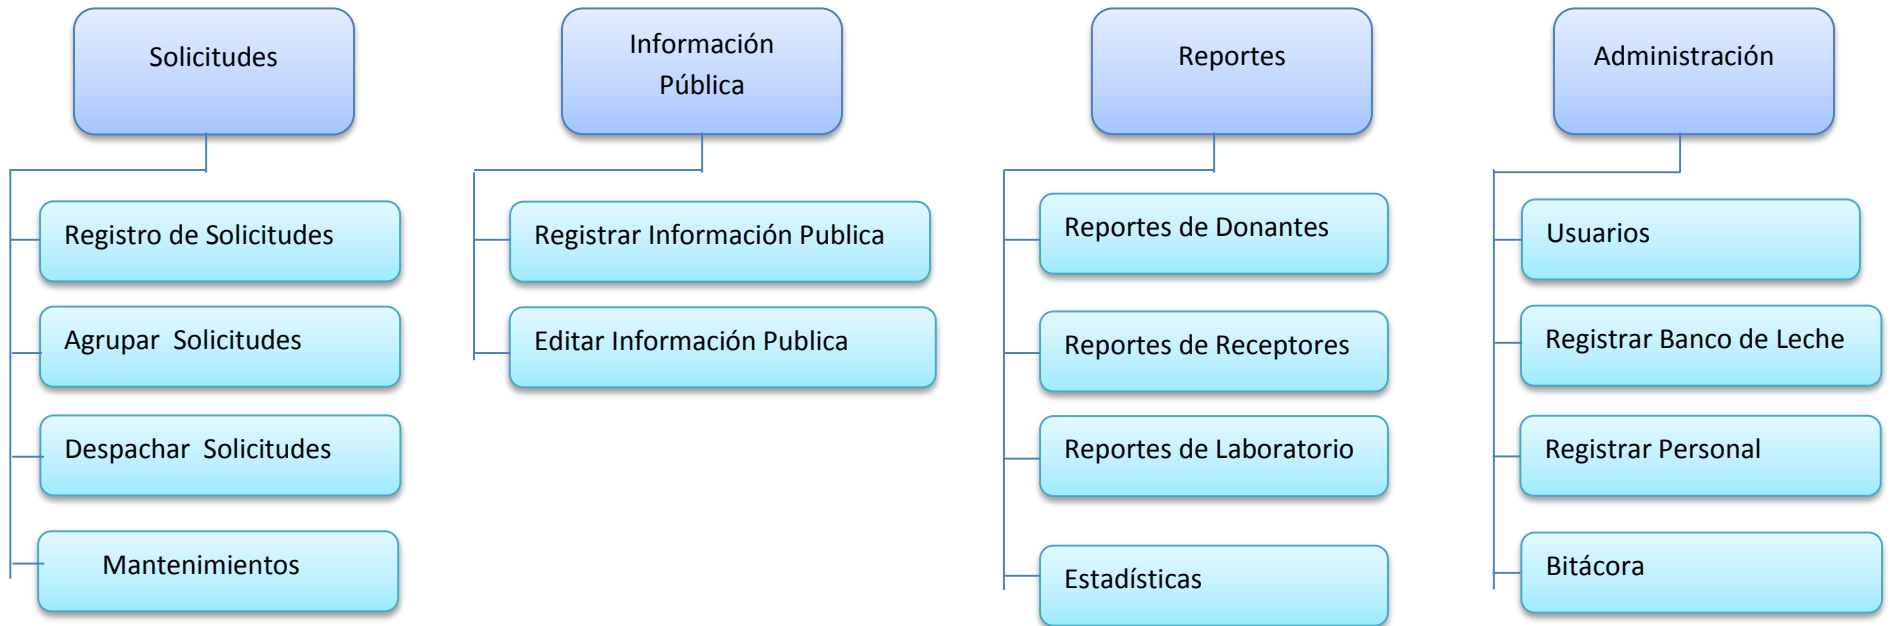 Solicitudes
Registro de Solicitudes
Agrupar  Solicitudes
Despachar  Solicitudes
Mantenimientos
Información
Pública
Registrar Información Publica
Editar Información Publica
Reportes
Reportes de Donantes
Reportes de Receptores
Reportes de Laboratorio
Estadísticas
Administración
Usuarios
Registrar Banco de Leche
Registrar Personal
Bitácora